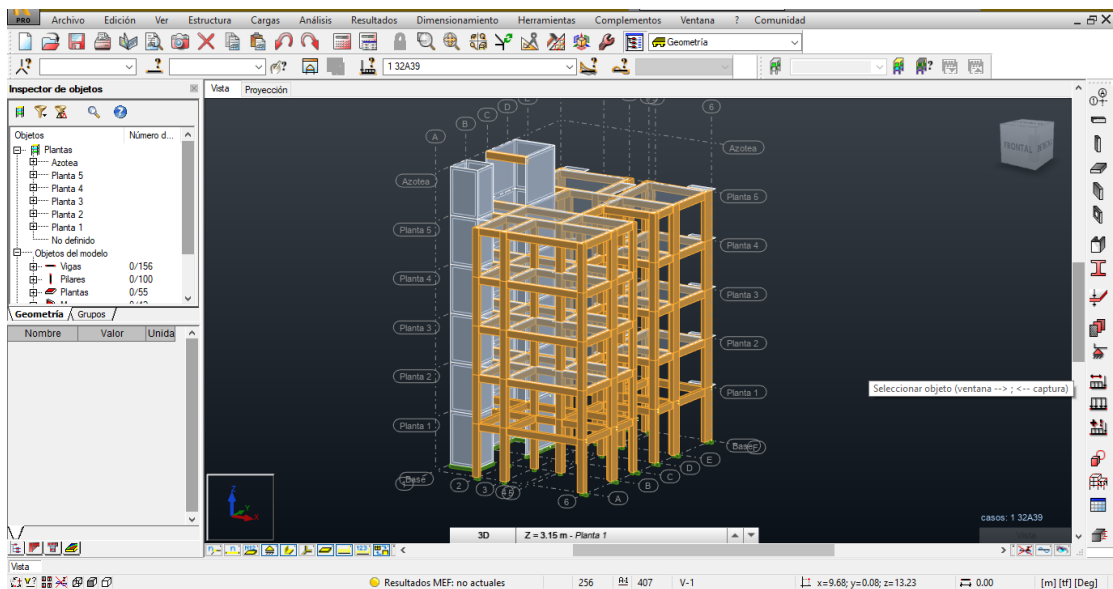 PRO Archivo Edición Ver Estructura Cargas Análisis Resultados Dimensionamiento Herramientas Complementos Ventana ? Comunidad
Geometría
1 32A39
Inspector de objetos
Vista Proyección
Objetos Número d...
Plantas
Azotea
Planta 5
Planta 4
Planta 3
Planta 2
Planta 1
No definido
Objetos del modelo
Vigas 0/156
Pilares 0/100
Plantas 0/55
Geometría Grupos
Nombre Valor Unida
A B C D 6
Azotea
Azotea
Planta 5
Planta 5
Planta 4
Planta 4
Planta 3
Planta 3
Planta 2
Planta 2
Planta 1
Planta 1
Base
Base
2 3 6 A B C D E
FRONTAL
Seleccionar objeto (ventana --> ; <-- captura)
casos: 1 32A39
Z Y X
3D Z = 3.15 m - Planta 1
Vista
Resultados MEF: no actuales 256 407 V-1 x=9.68; y=0.08; z=13.23 0.00 [m] [tf] [Deg]